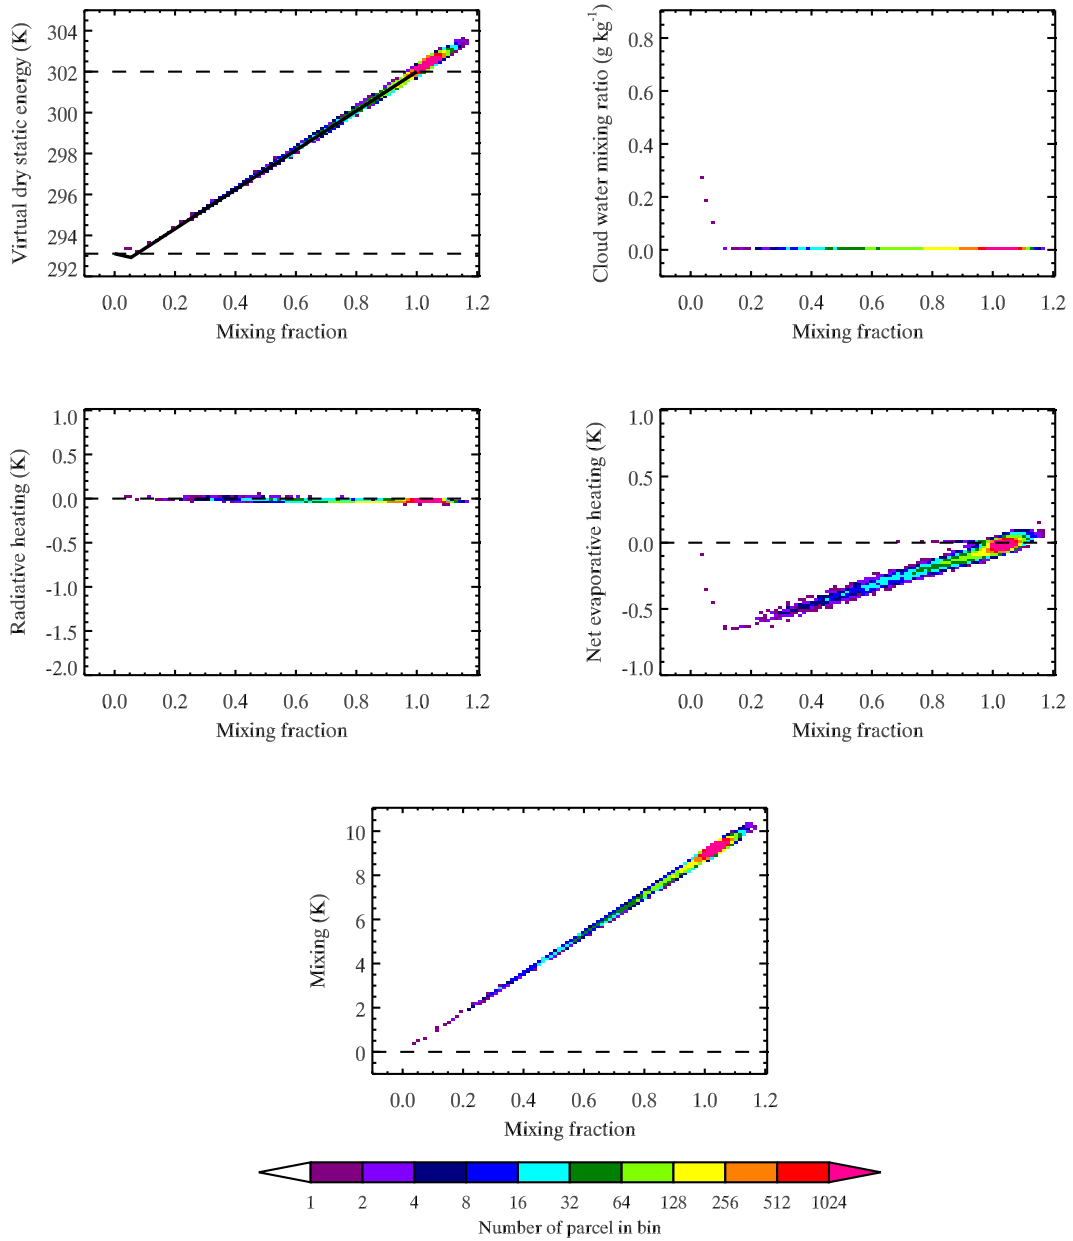 Virtual dry static energy (K)
304
302
300
298
296
294
292
0.0 0.2 0.4 0.6 0.8 1.0 1.2
Mixing fraction
Cloud water mixing ratio (g kg⁻¹)
0.8
0.6
0.4
0.2
0.0
0.0 0.2 0.4 0.6 0.8 1.0 1.2
Mixing fraction
Radiative heating (K)
1.0
0.5
0.0
-0.5
-1.0
-1.5
-2.0
0.0 0.2 0.4 0.6 0.8 1.0 1.2
Mixing fraction
Net evaporative heating (K)
1.0
0.5
0.0
-0.5
-1.0
0.0 0.2 0.4 0.6 0.8 1.0 1.2
Mixing fraction
Mixing (K)
10
8
6
4
2
0
0.0 0.2 0.4 0.6 0.8 1.0 1.2
Mixing fraction
1 2 4 8 16 32 64 128 256 512 1024
Number of parcel in bin